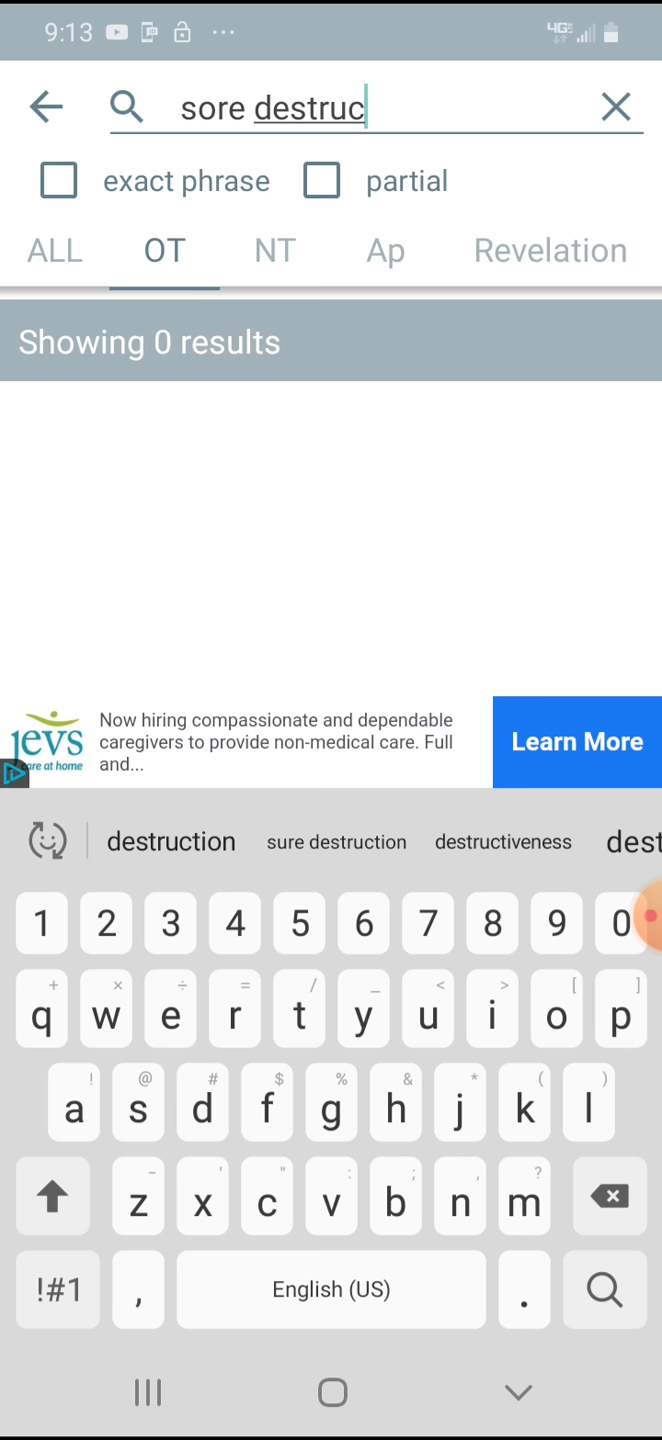 9:13 ... 4GE
sore destruc
exact phrase partial
ALL OT NT Ap Revelation
Showing 0 results
jevs
care at home
Now hiring compassionate and dependable
caregivers to provide non-medical care. Full
and...
Learn More
destruction sure destruction destructiveness dest
1 2 3 4 5 6 7 8 9 0
+ × ÷ = / _ < > [ ]
q w e r t y u i o p
! @ # $ % & * ( )
a s d f g h j k l
- ' " : ; , ?
z x c v b n m
!#1 , English (US) .